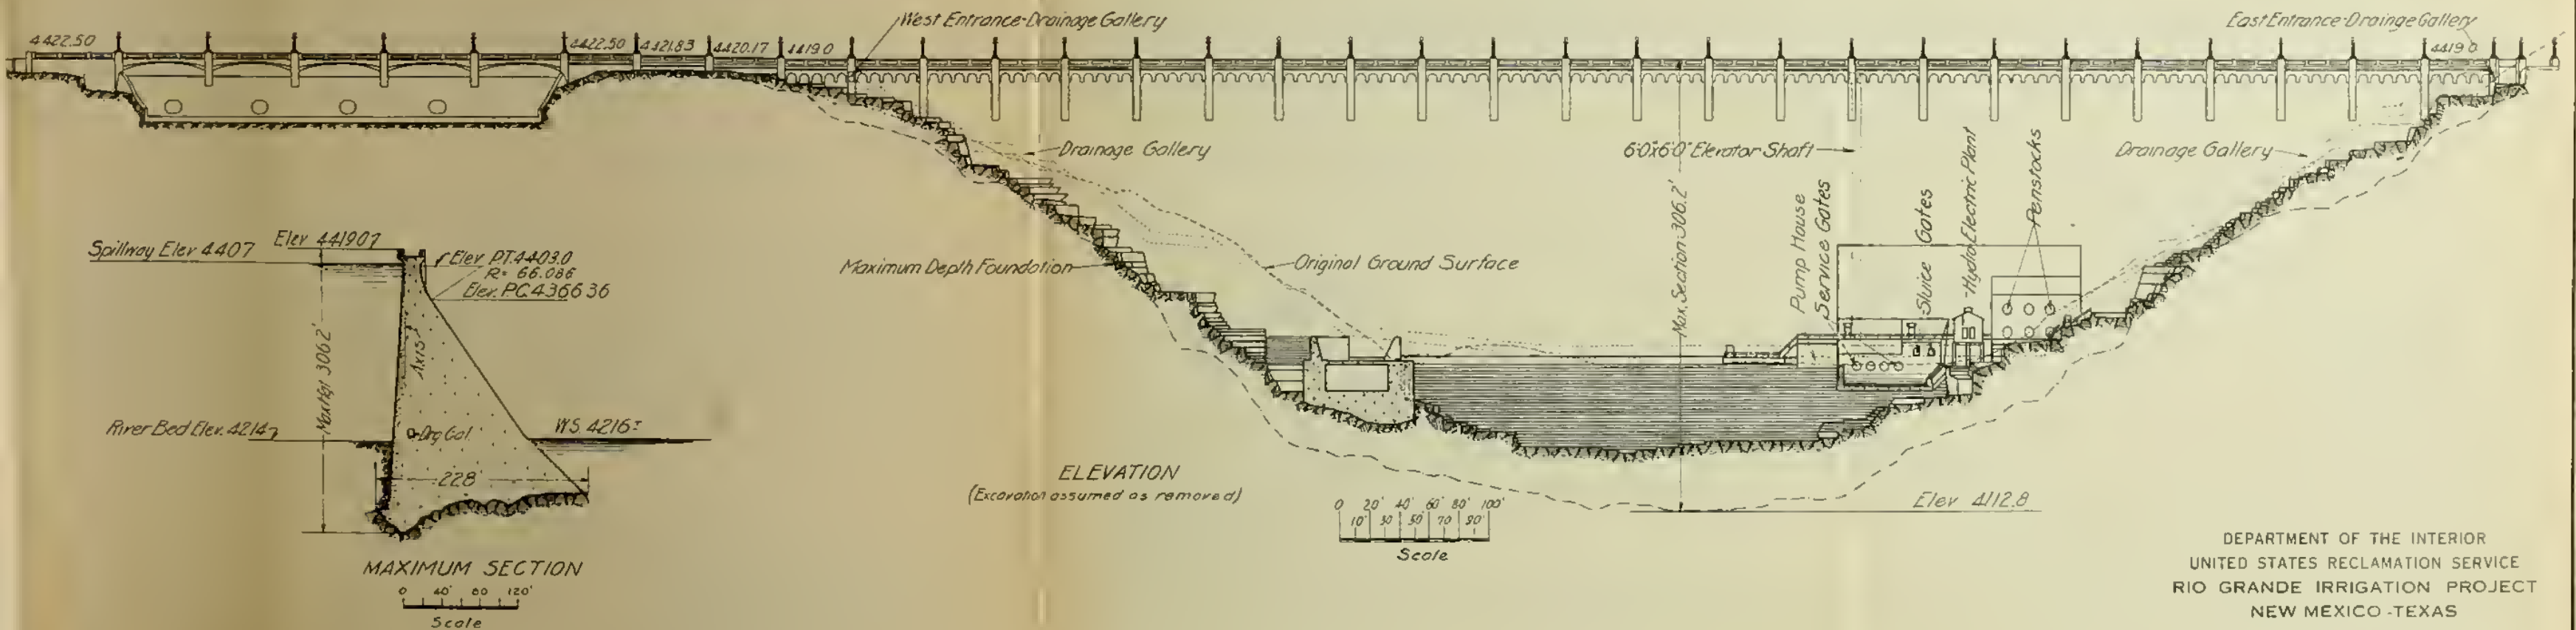 West Entrance-Drainage Gallery
East Entrance-Drainge Gallery
4422.50
4422.50
4421.83
4420.17
4419.0
4419.0
Drainage Gallery
6'0"x6'0" Elevator Shaft
Drainage Gallery
Max. Section 306.2'
Pump House
Service Gates
Sluice Gates
Hydro Electric Plant
Penstocks
Maximum Depth Foundation
Original Ground Surface
Spillway Elev 4407
Elev 4419.07
Elev. P.T. 4403.0
R= 66.086
Elev. P.C. 4366.36
Max Hgt 306.2'
1x15
River Bed Elev. 4214
Drg Gal.
W.S. 4216±
228'
MAXIMUM SECTION
0 40' 80 120'
Scale
ELEVATION
(Excavation assumed as removed)
0 20' 40' 60' 80' 100'
10' 30' 50' 70 90'
Scale
Elev 4112.8
DEPARTMENT OF THE INTERIOR
UNITED STATES RECLAMATION SERVICE
RIO GRANDE IRRIGATION PROJECT
NEW MEXICO-TEXAS